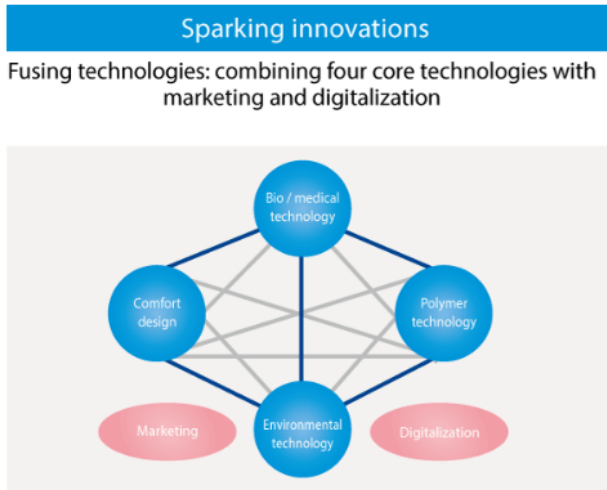 Sparking innovations
Fusing technologies: combining four core technologies with
marketing and digitalization
Bio / medical
technology
Comfort
design
Polymer
technology
Marketing
Environmental
technology
Digitalization